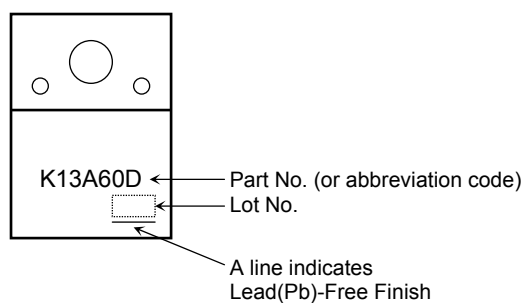 K13A60D
Part No. (or abbreviation code)
Lot No.
A line indicates
Lead(Pb)-Free Finish